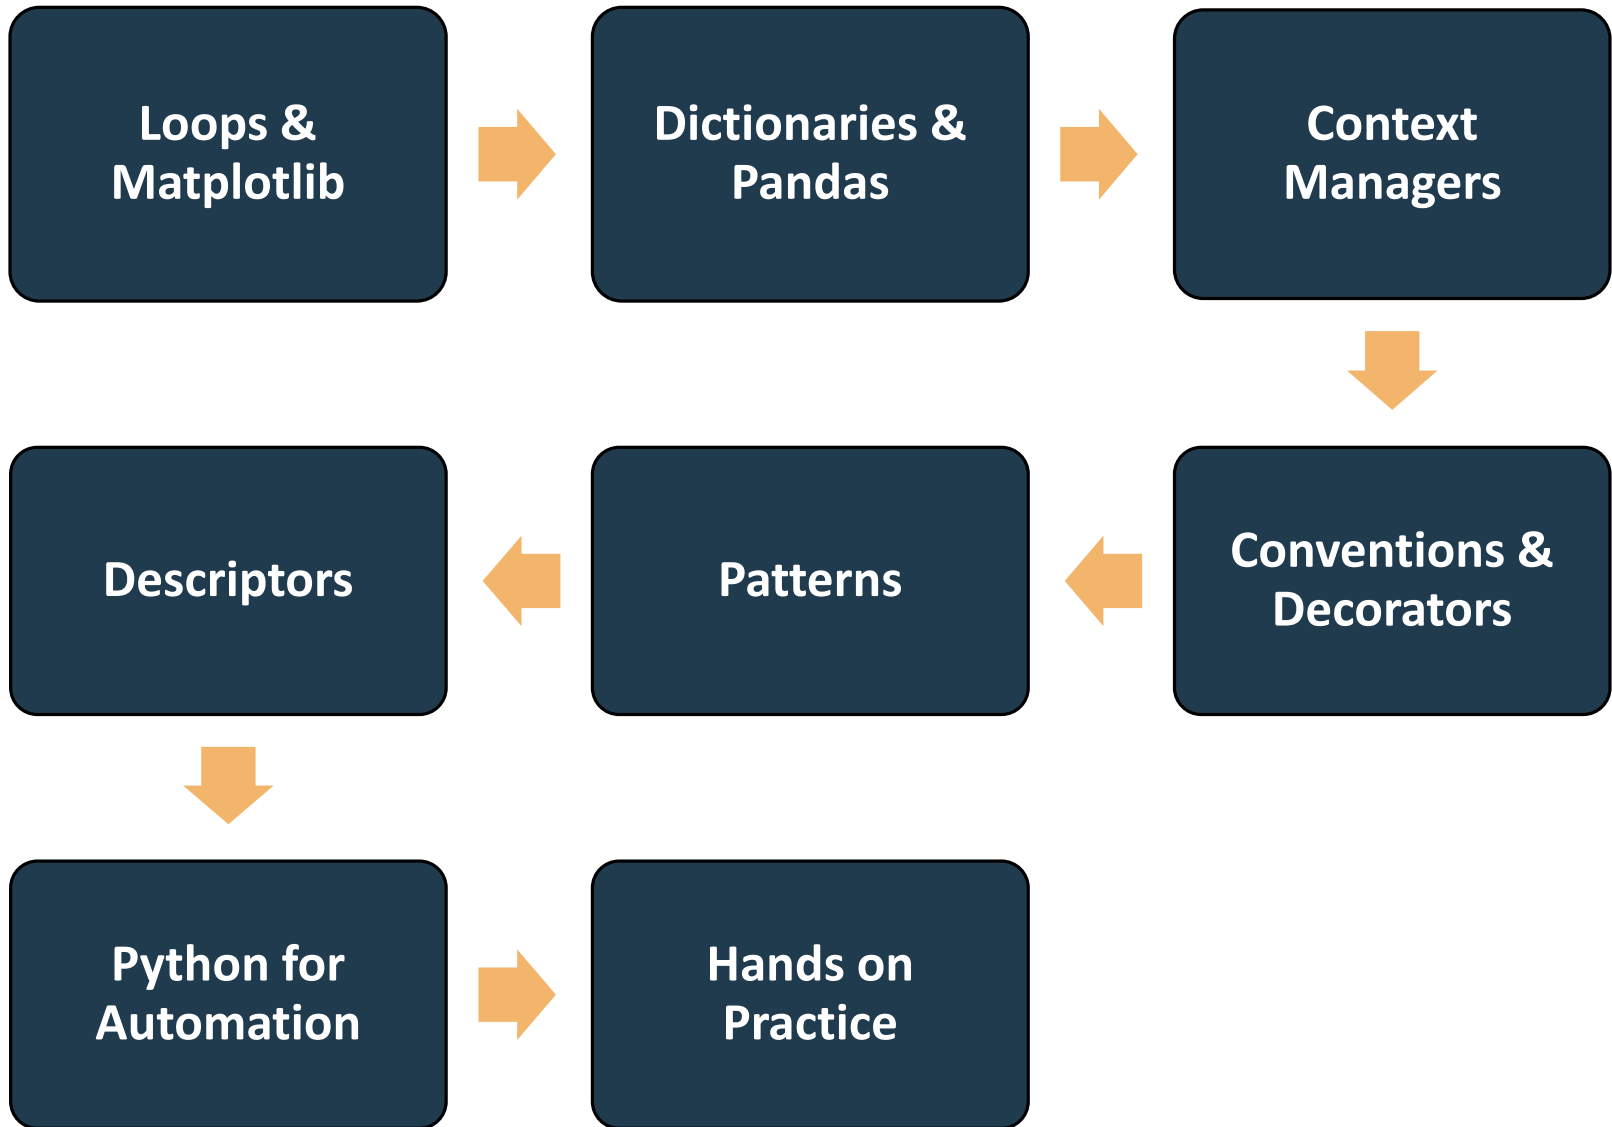 Loops &
Matplotlib
Dictionaries &
Pandas
Context
Managers
Conventions &
Decorators
Patterns
Descriptors
Python for
Automation
Hands on
Practice